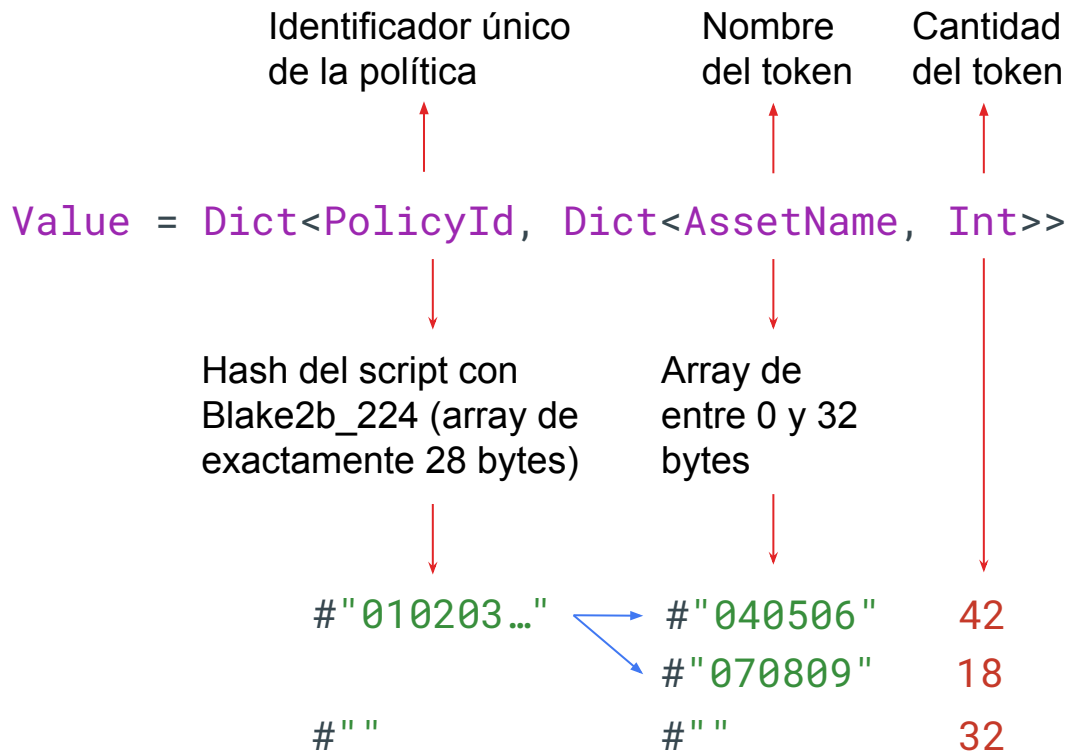 Identificador único
de la política
Nombre
del token
Cantidad
del token
Value = Dict<PolicyId, Dict<AssetName, Int>>
Hash del script con
Blake2b_224 (array de
exactamente 28 bytes)
Array de
entre 0 y 32
bytes
#"010203…" #"040506" 42
#"070809" 18
#"" #"" 32